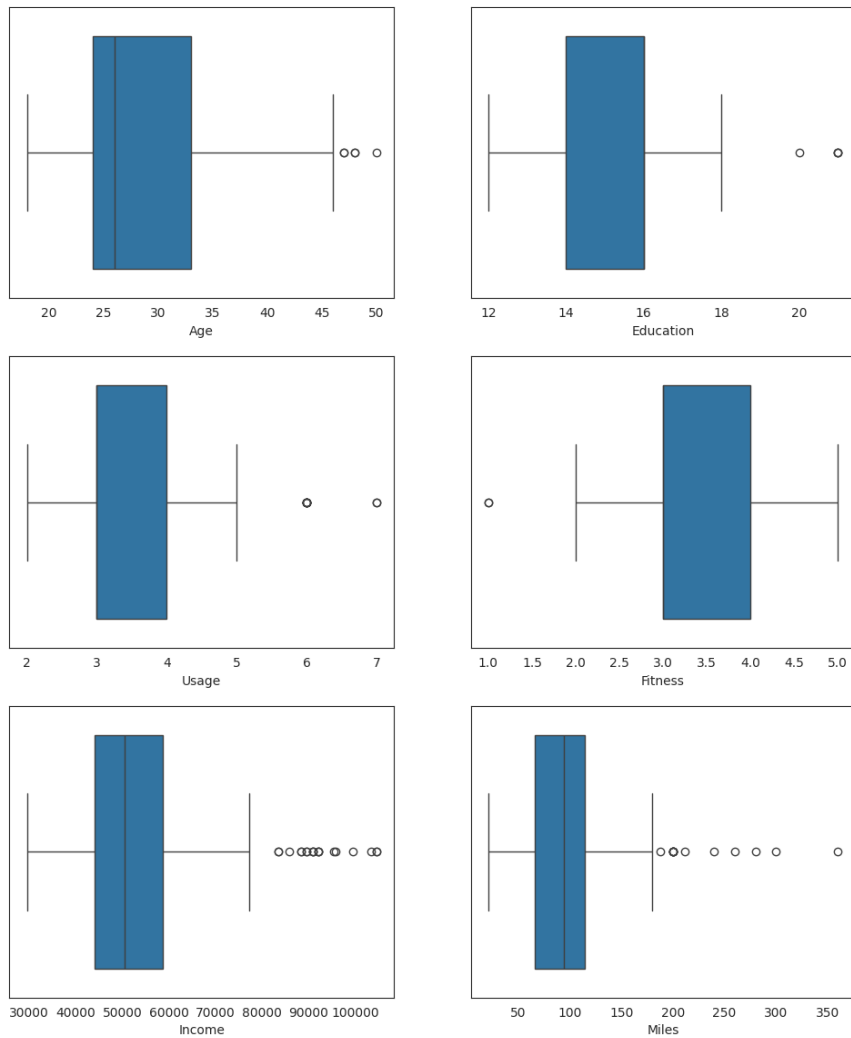 20 25 30 35 40 45 50
Age
12 14 16 18 20
Education
2 3 4 5 6 7
Usage
1.0 1.5 2.0 2.5 3.0 3.5 4.0 4.5 5.0
Fitness
30000 40000 50000 60000 70000 80000 90000 100000
Income
50 100 150 200 250 300 350
Miles